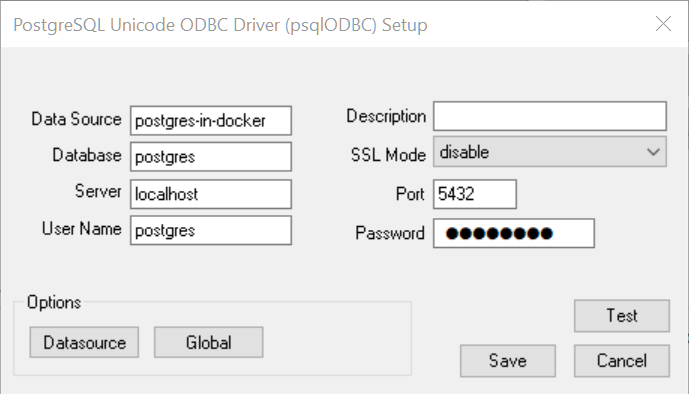 PostgreSQL Unicode ODBC Driver (psqlODBC) Setup
Data Source postgres-in-docker Description
Database postgres SSL Mode disable
Server localhost Port 5432
User Name postgres Password ●●●●●●●●
Options
Datasource Global Test
Save Cancel